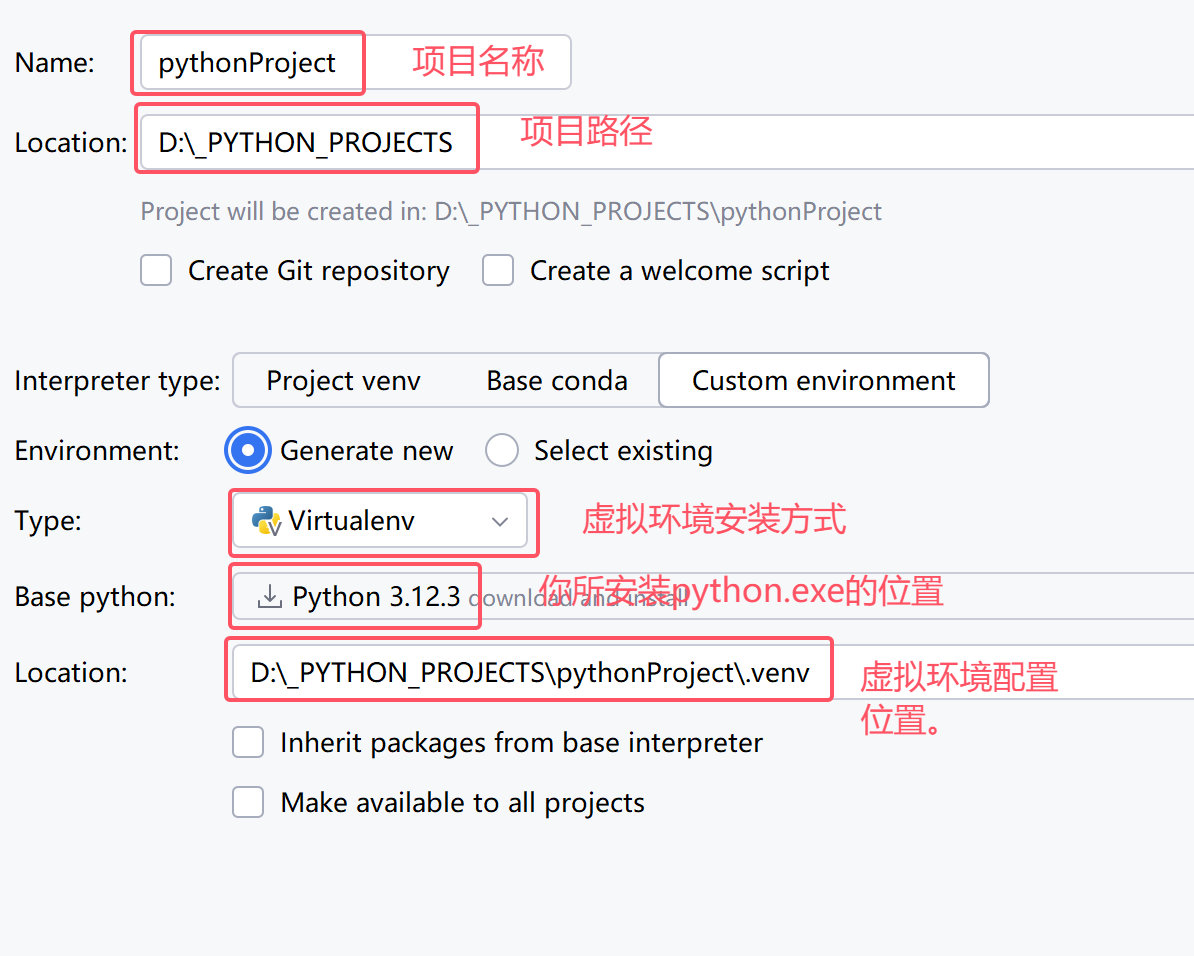 Name: pythonProject 项目名称
Location: D:\_PYTHON_PROJECTS 项目路径
Project will be created in: D:\_PYTHON_PROJECTS\pythonProject
Create Git repository Create a welcome script
Interpreter type: Project venv Base conda Custom environment
Environment: Generate new Select existing
Type: Virtualenv 虚拟环境安装方式
Base python: Python 3.12.3 download and install 你所安装python.exe的位置
Location: D:\_PYTHON_PROJECTS\pythonProject\.venv 虚拟环境配置
位置。
Inherit packages from base interpreter
Make available to all projects